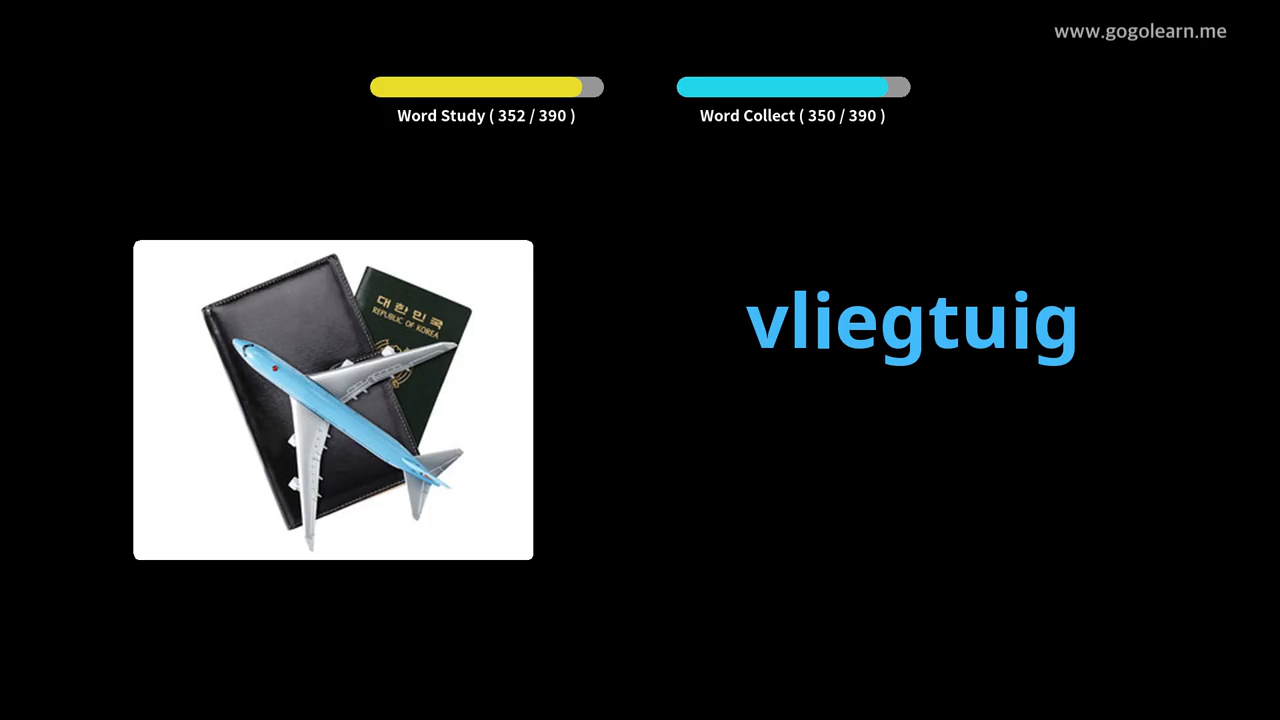 www.gogolearn.me
Word Study ( 352 / 390 )
Word Collect ( 350 / 390 )
대한민국
REPUBLIC OF KOREA
vliegtuig